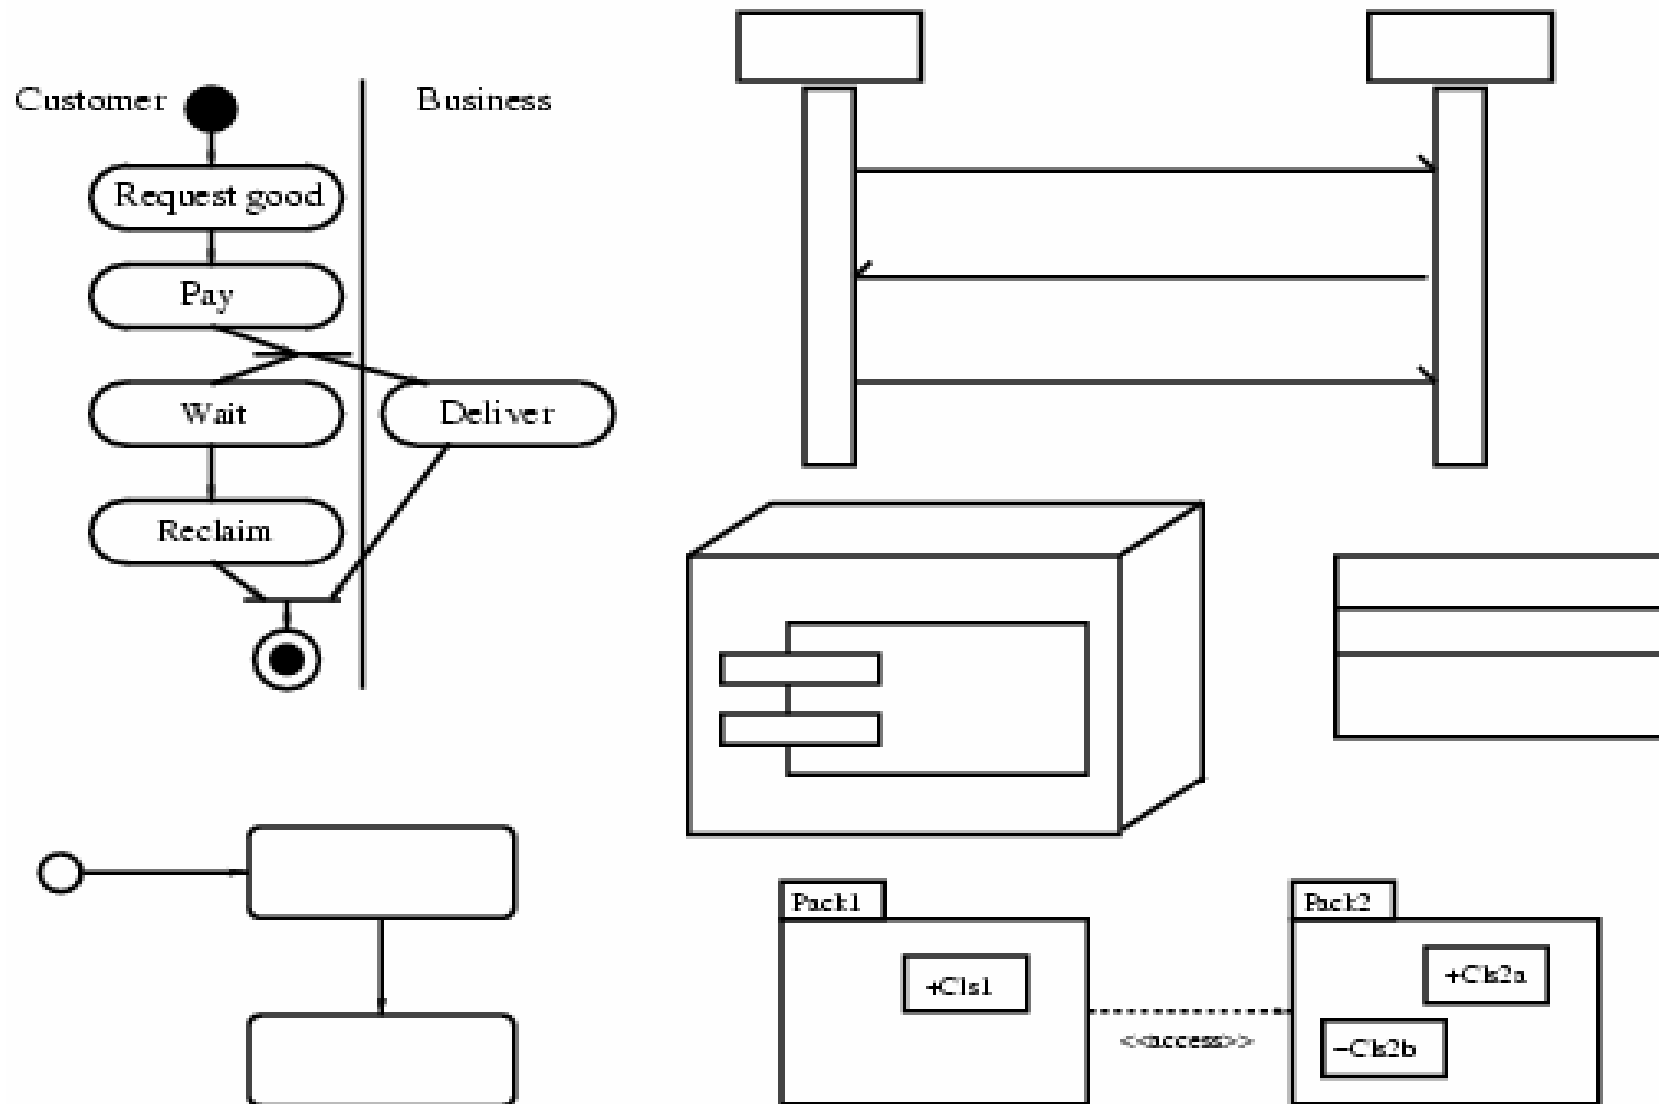 Customer
Business
Request good
Pay
Wait
Deliver
Reclaim
Pack1
Pack2
+Cls1
+Cls2a
<<access>>
-Cls2b